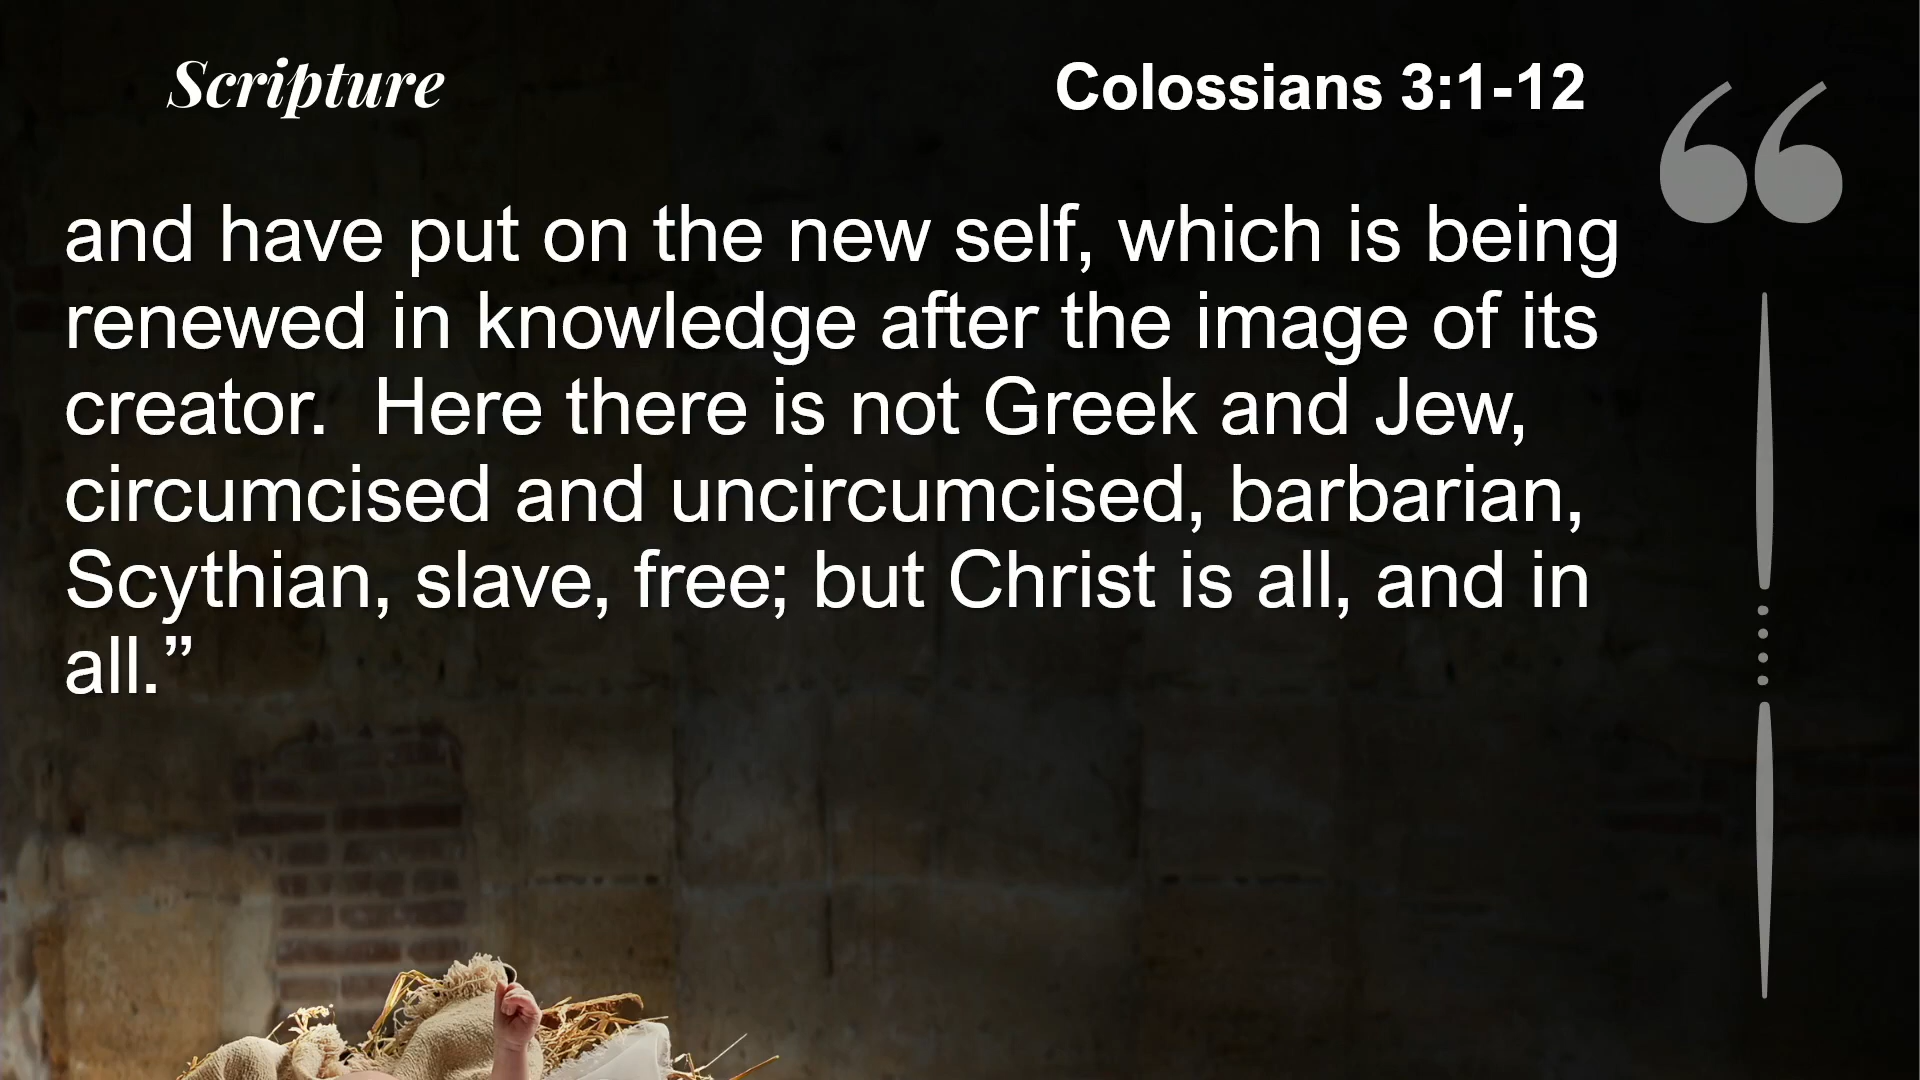 Scripture
Colossians 3:1-12
and have put on the new self, which is being
renewed in knowledge after the image of its
creator.  Here there is not Greek and Jew,
circumcised and uncircumcised, barbarian,
Scythian, slave, free; but Christ is all, and in
all.”